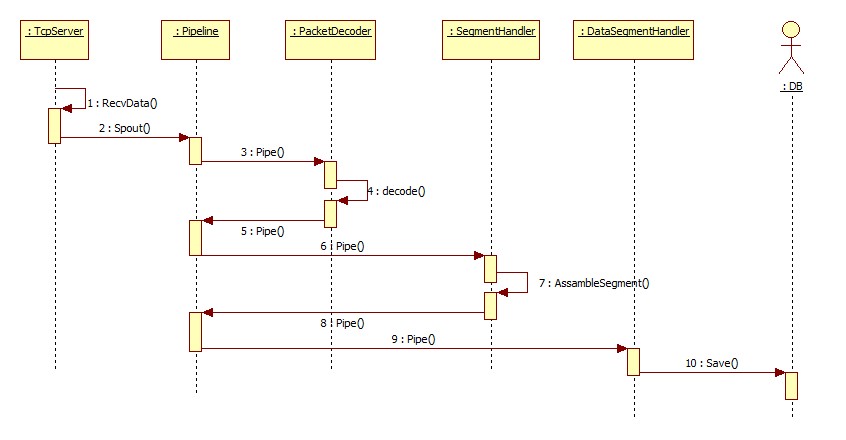 : TcpServer
: Pipeline
: PacketDecoder
: SegmentHandler
: DataSegmentHandler
: DB
1 : RecvData()
2 : Spout()
3 : Pipe()
4 : decode()
5 : Pipe()
6 : Pipe()
7 : AssambleSegment()
8 : Pipe()
9 : Pipe()
10 : Save()